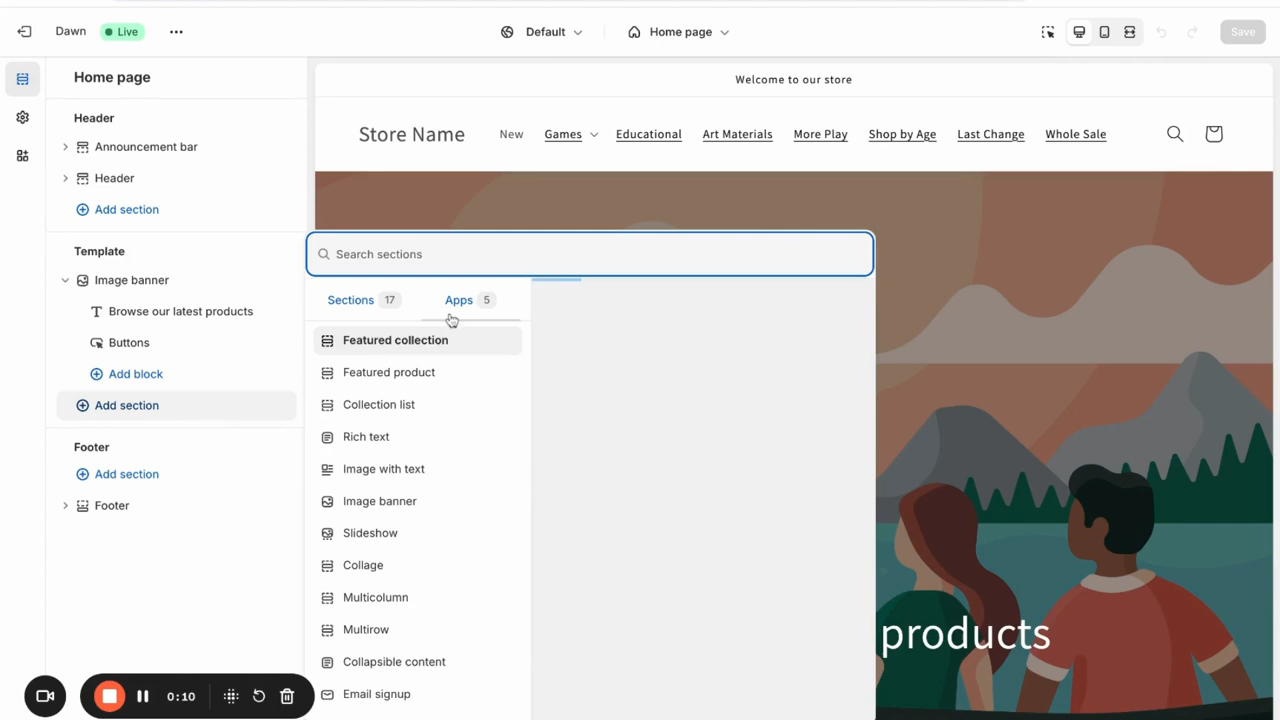 Dawn Live Default Home page Save
Home page
Welcome to our store
Header
Announcement bar
Header
Add section
Store Name New Games Educational Art Materials More Play Shop by Age Last Change Whole Sale
Template
Image banner
Browse our latest products
Buttons
Add block
Add section
Footer
Add section
Footer
Search sections
Sections 17 Apps 5
Featured collection
Featured product
Collection list
Rich text
Image with text
Image banner
Slideshow
Collage
Multicolumn
Multirow
Collapsible content
Email signup
products
0:10